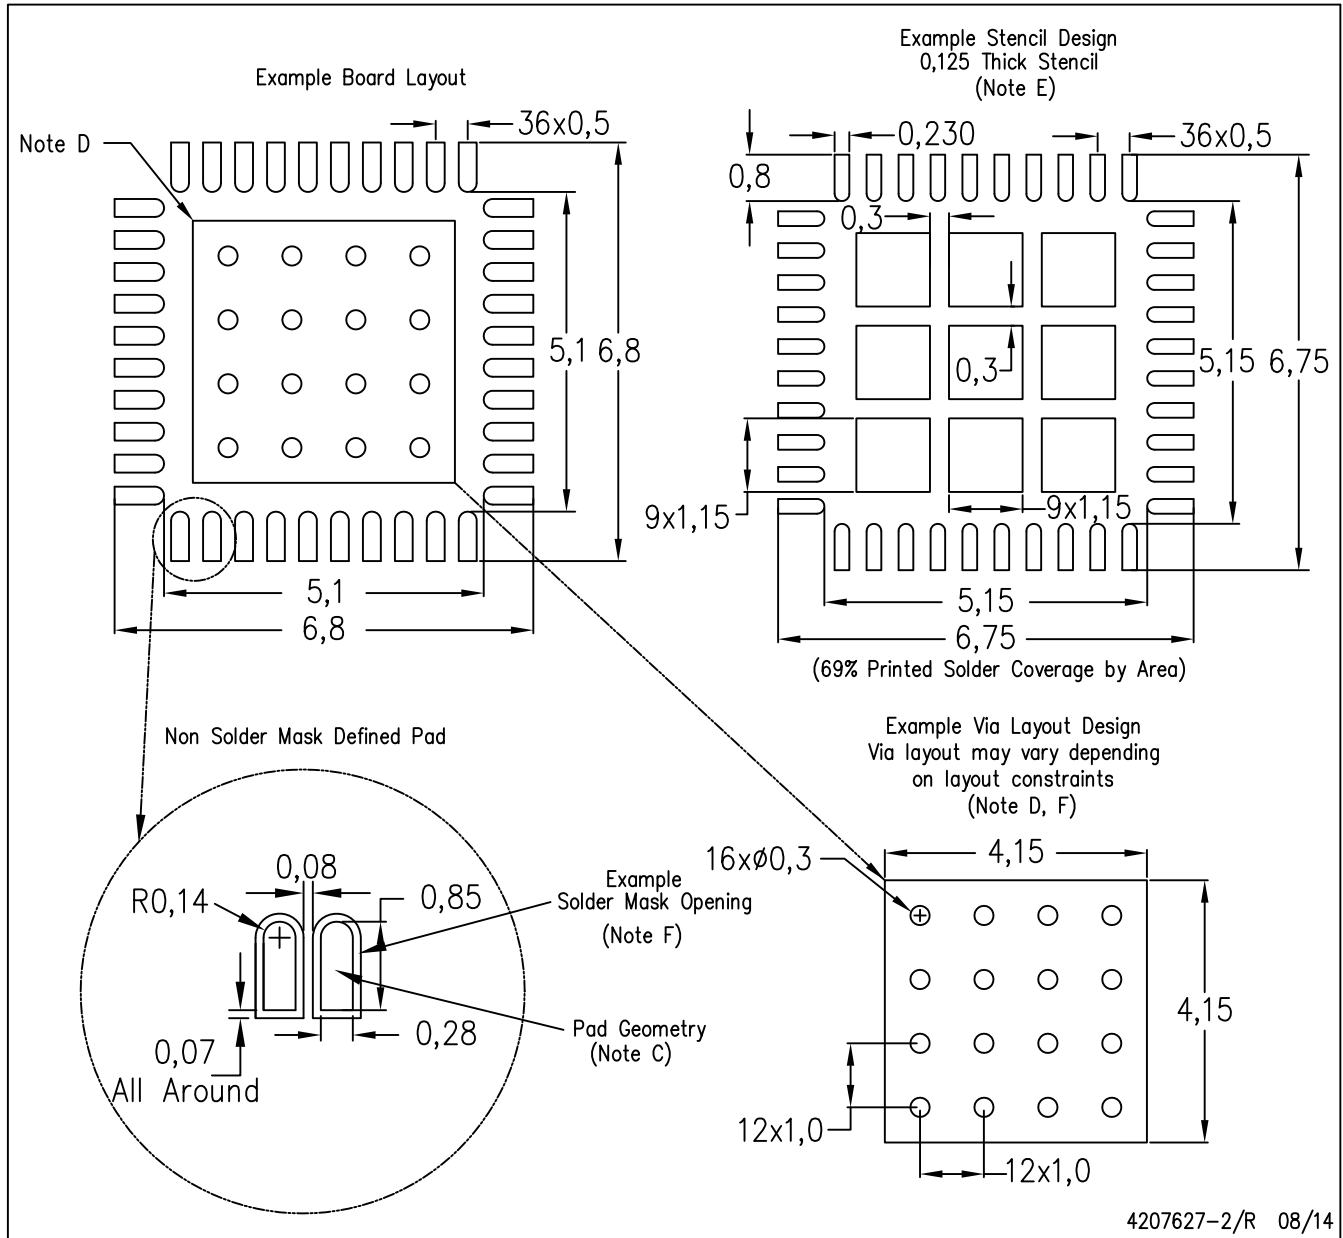 Example Board Layout
Note D
36x0,5
5,1
6,8
5,1
6,8
Example Stencil Design
0,125 Thick Stencil
(Note E)
0,230
36x0,5
0,8
0,3
0,3
5,15
6,75
9x1,15
9x1,15
5,15
6,75
(69% Printed Solder Coverage by Area)
Non Solder Mask Defined Pad
0,08
R0,14
0,85
Example
Solder Mask Opening
(Note F)
0,28
Pad Geometry
(Note C)
0,07
All Around
Example Via Layout Design
Via layout may vary depending
on layout constraints
(Note D, F)
16xø0,3
4,15
4,15
12x1,0
12x1,0
4207627-2/R 08/14